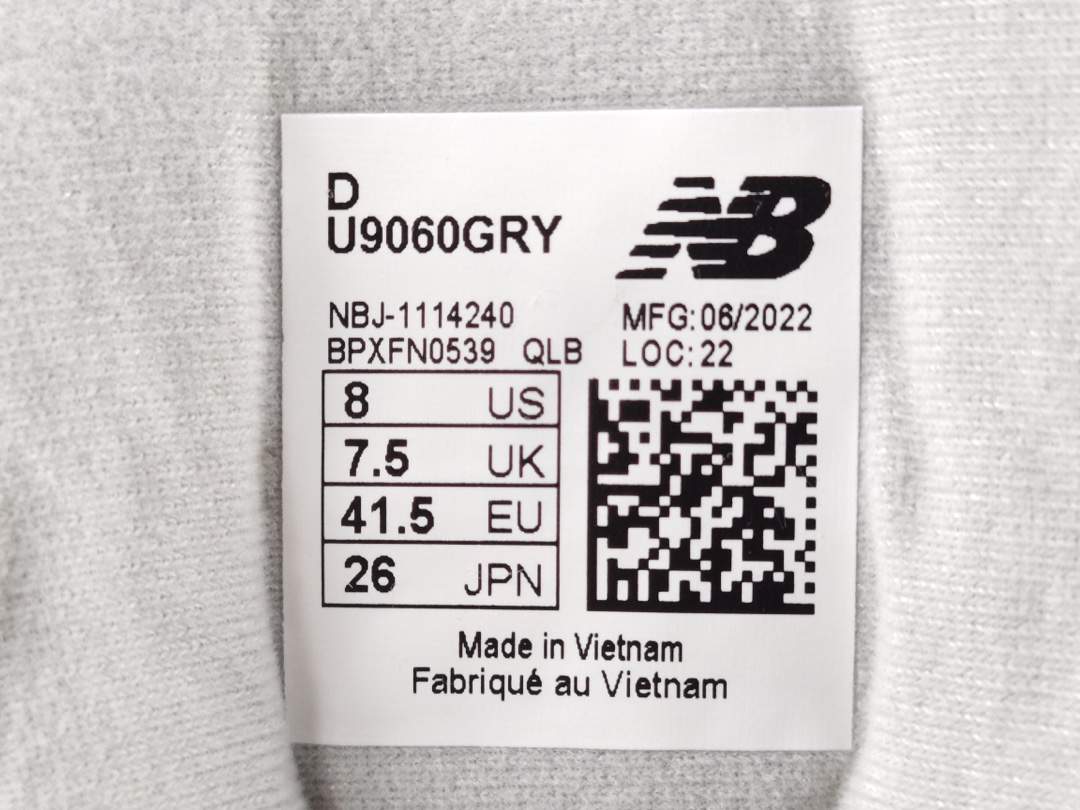 D
U9060GRY
NB
NBJ-1114240
MFG:06/2022
BPXFN0539 QLB
LOC:22
8 US
7.5 UK
41.5 EU
26 JPN
Made in Vietnam
Fabriqué au Vietnam